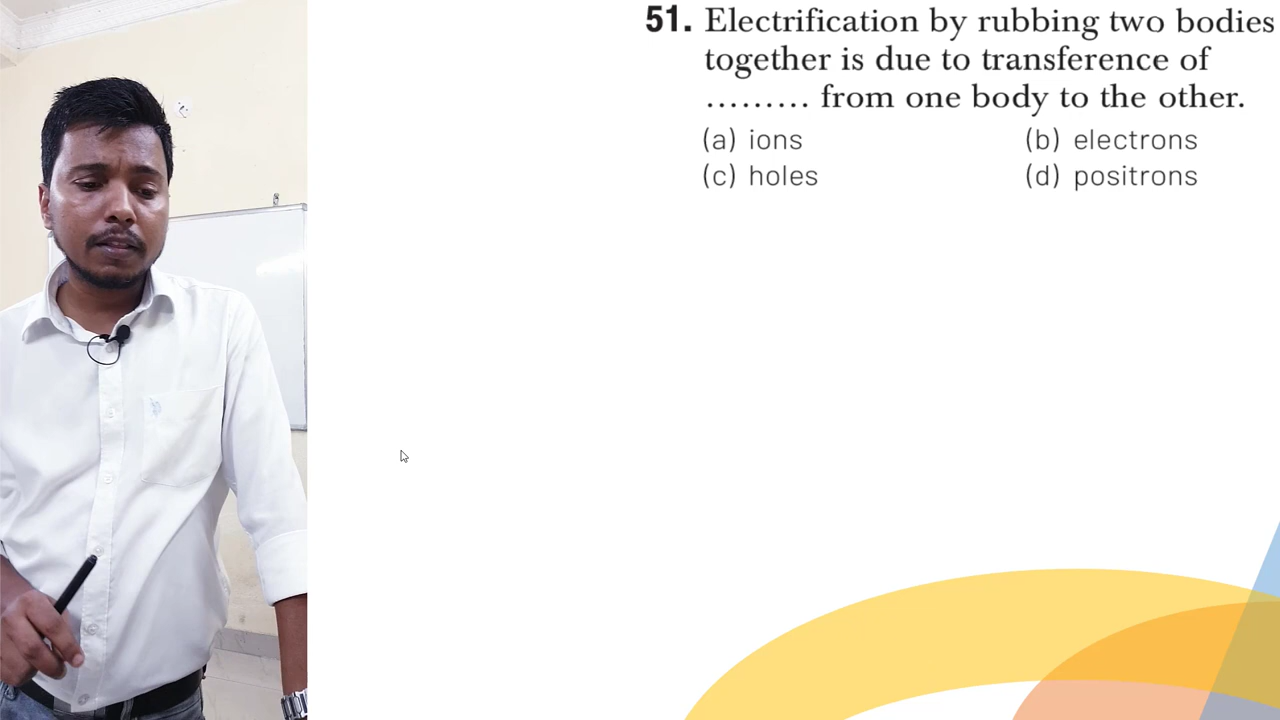 51. Electrification by rubbing two bodies
together is due to transference of
......... from one body to the other.
(a) ions (b) electrons
(c) holes (d) positrons